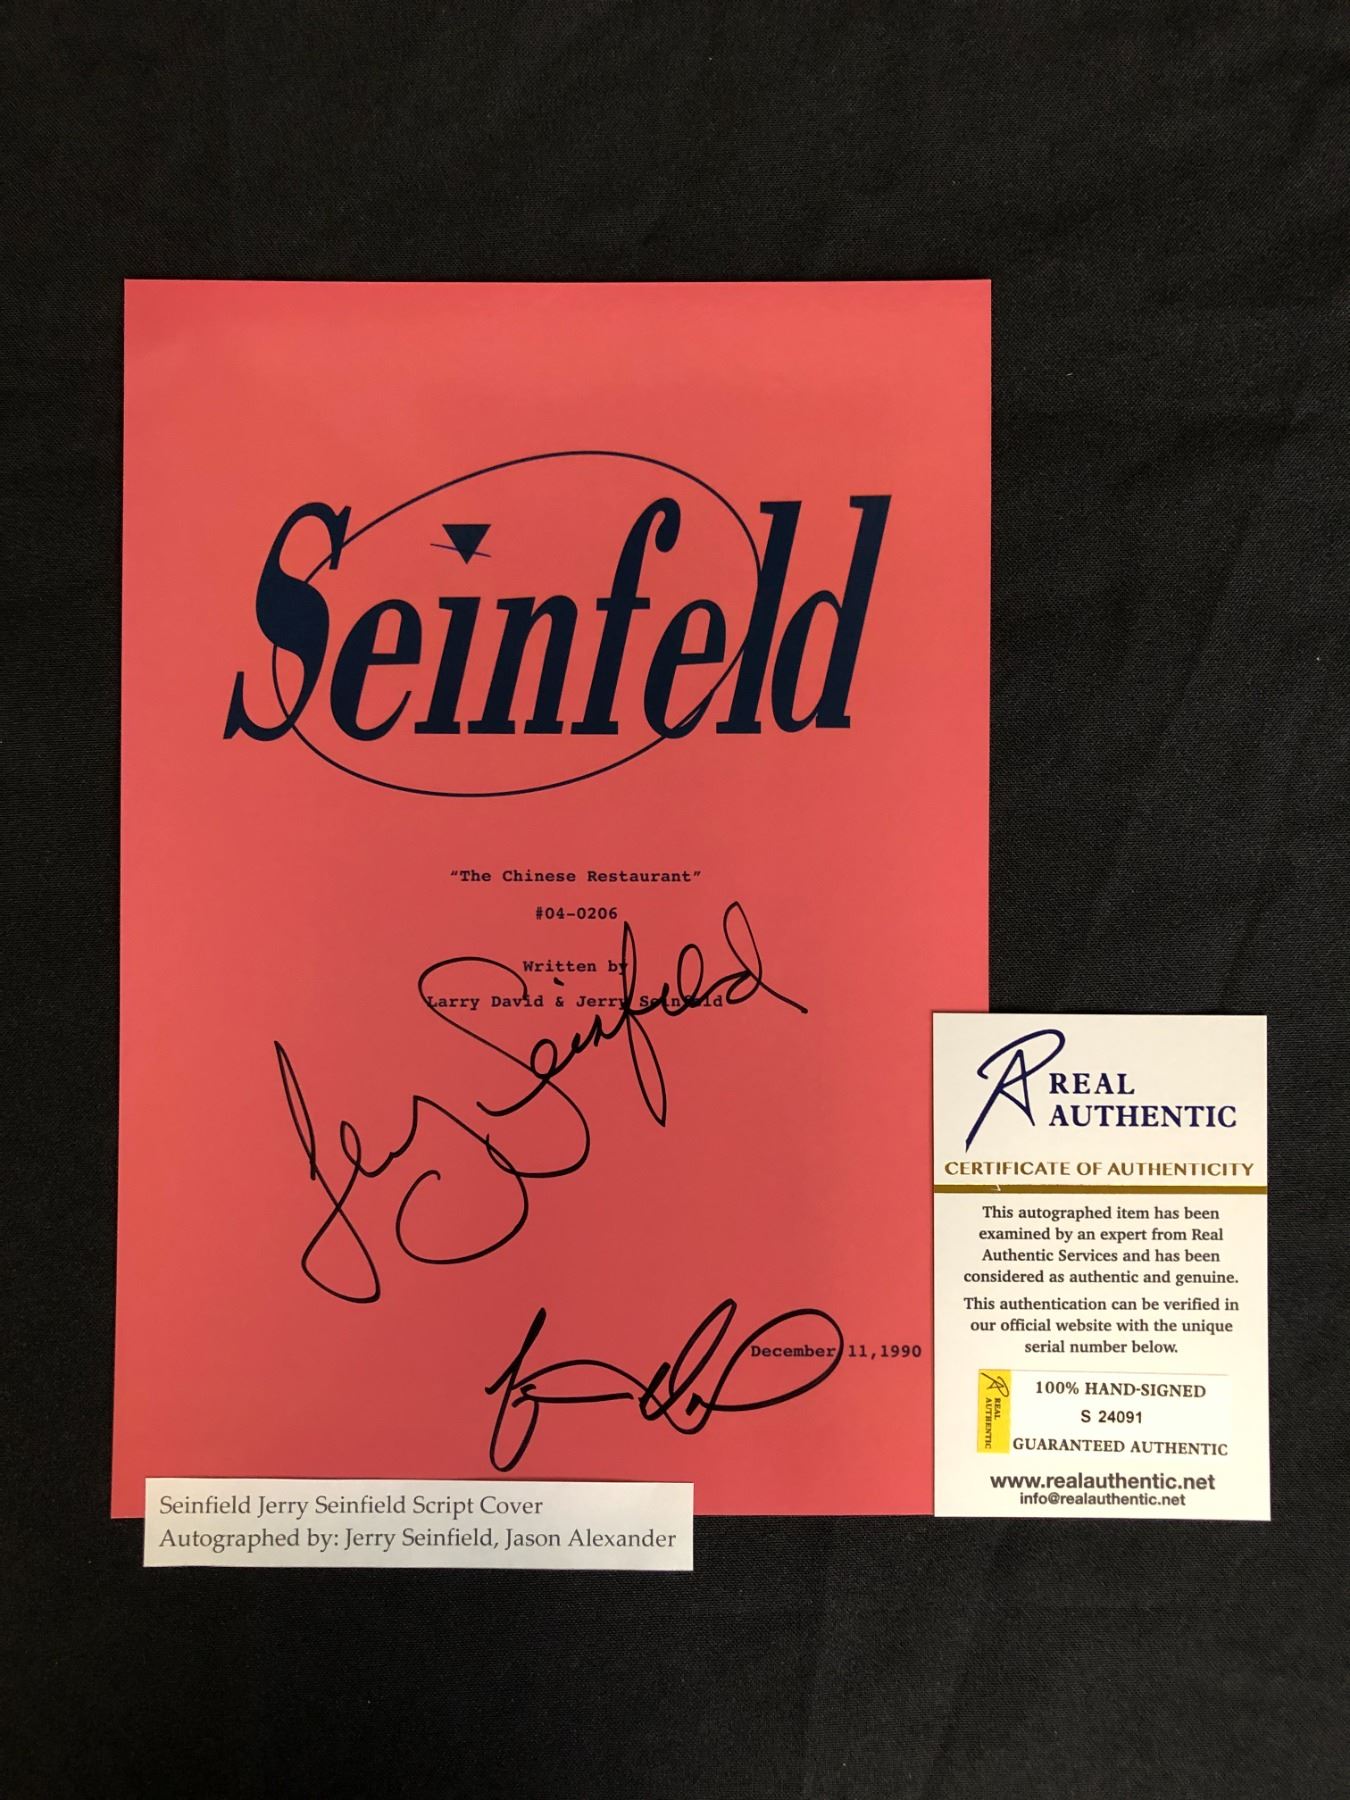 Seinfeld
"The Chinese Restaurant"
#04-0206
Written by
Larry David & Jerry Seinfeld
Jerry Seinfeld
December 11,1990
Seinfield Jerry Seinfield Script Cover
Autographed by: Jerry Seinfield, Jason Alexander
REAL
AUTHENTIC
CERTIFICATE OF AUTHENTICITY
This autographed item has been
examined by an expert from Real
Authentic Services and has been
considered as authentic and genuine.
This authentication can be verified in
our official website with the unique
serial number below.
REAL
AUTHENTIC
100% HAND-SIGNED
S 24091
GUARANTEED AUTHENTIC
www.realauthentic.net
info@realauthentic.net